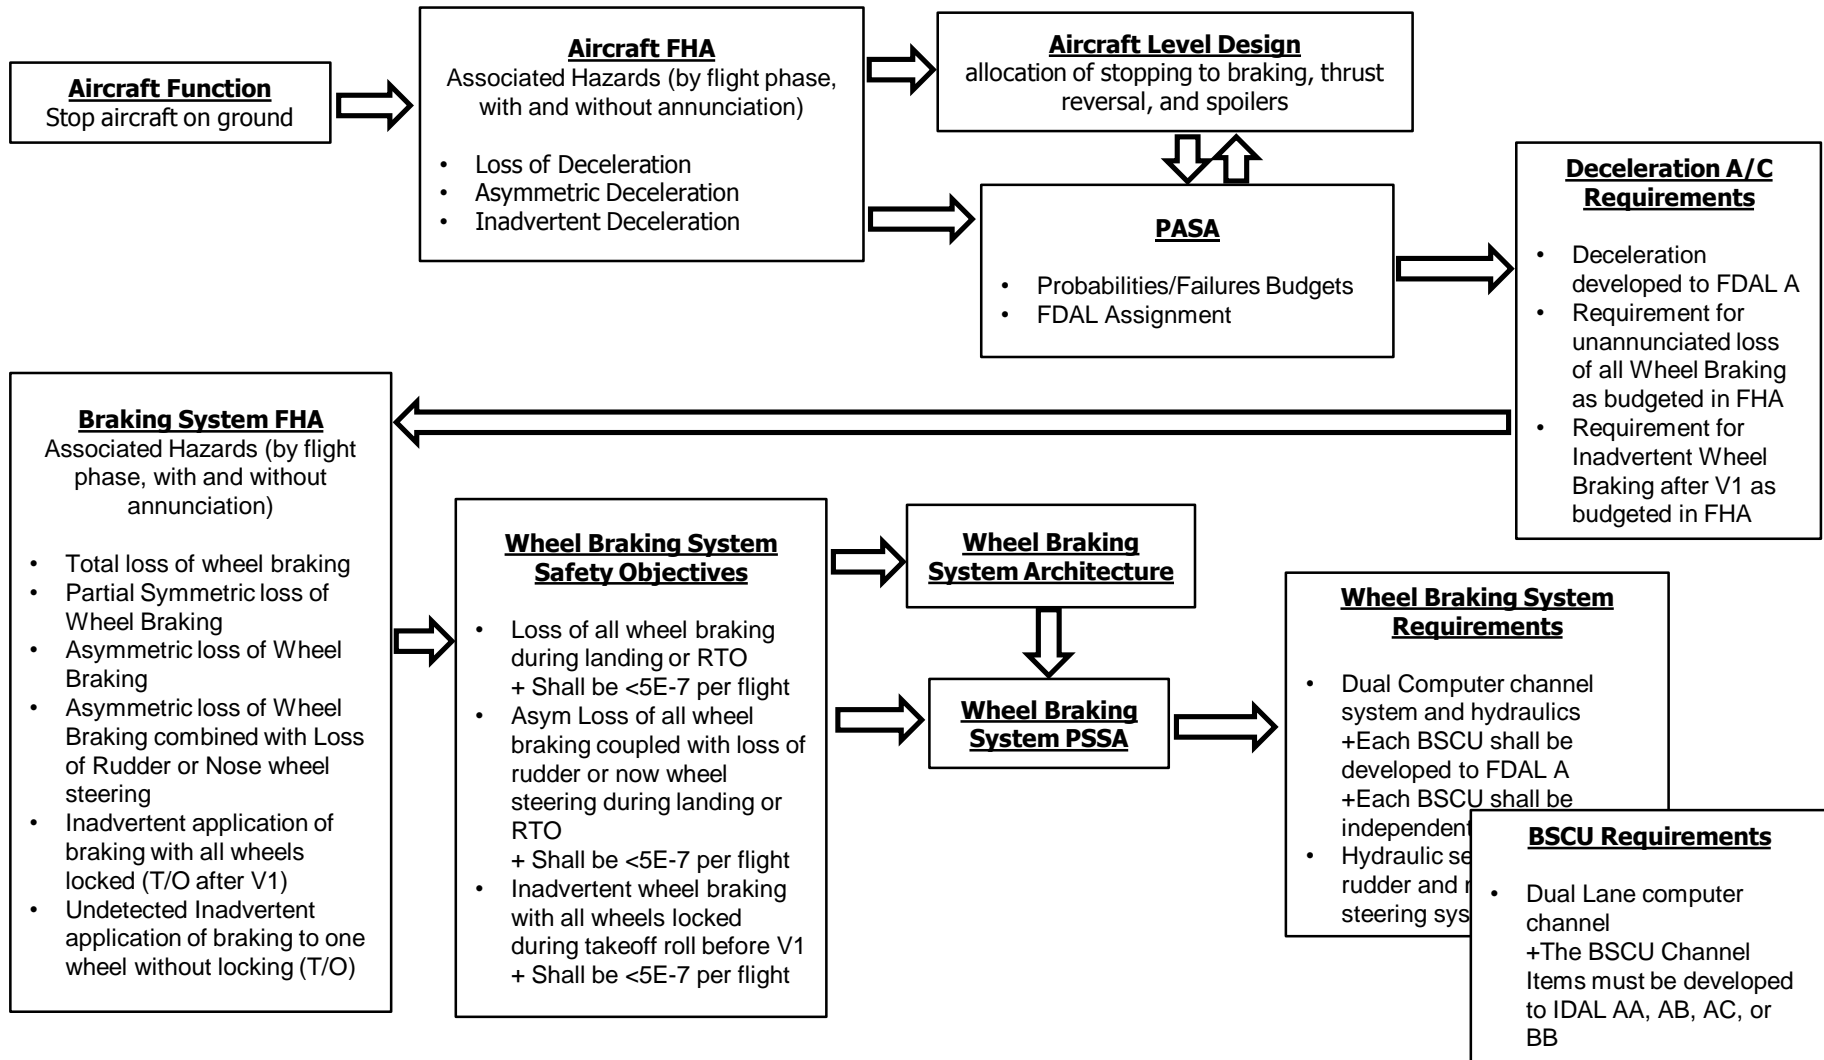 Aircraft Function
Stop aircraft on ground
Aircraft FHA
Associated Hazards (by flight phase,
with and without annunciation)
• Loss of Deceleration
• Asymmetric Deceleration
• Inadvertent Deceleration
Aircraft Level Design
allocation of stopping to braking, thrust
reversal, and spoilers
PASA
• Probabilities/Failures Budgets
• FDAL Assignment
Deceleration A/C
Requirements
• Deceleration
developed to FDAL A
• Requirement for
unannunciated loss
of all Wheel Braking
as budgeted in FHA
• Requirement for
Inadvertent Wheel
Braking after V1 as
budgeted in FHA
Braking System FHA
Associated Hazards (by flight
phase, with and without
annunciation)
• Total loss of wheel braking
• Partial Symmetric loss of
Wheel Braking
• Asymmetric loss of Wheel
Braking
• Asymmetric loss of Wheel
Braking combined with Loss
of Rudder or Nose wheel
steering
• Inadvertent application of
braking with all wheels
locked (T/O after V1)
• Undetected Inadvertent
application of braking to one
wheel without locking (T/O)
Wheel Braking System
Safety Objectives
• Loss of all wheel braking
during landing or RTO
+ Shall be <5E-7 per flight
• Asym Loss of all wheel
braking coupled with loss of
rudder or now wheel
steering during landing or
RTO
+ Shall be <5E-7 per flight
• Inadvertent wheel braking
with all wheels locked
during takeoff roll before V1
+ Shall be <5E-7 per flight
Wheel Braking
System Architecture
Wheel Braking
System PSSA
Wheel Braking System
Requirements
• Dual Computer channel
system and hydraulics
+Each BSCU shall be
developed to FDAL A
+Each BSCU shall be
independent
• Hydraulic
rudder and
steering
BSCU Requirements
• Dual Lane computer
channel
+The BSCU Channel
Items must be developed
to IDAL AA, AB, AC, or
BB